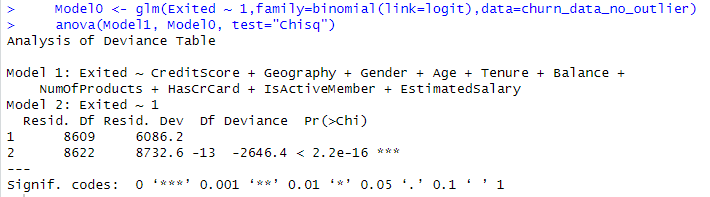 >     Model0 <- glm(Exited ~ 1,family=binomial(link=logit),data=churn_data_no_outlier)
>     anova(Model1, Model0, test="Chisq")
Analysis of Deviance Table
Model 1: Exited ~ CreditScore + Geography + Gender + Age + Tenure + Balance +
    NumOfProducts + HasCrCard + IsActiveMember + EstimatedSalary
Model 2: Exited ~ 1
  Resid. Df Resid. Dev  Df Deviance  Pr(>Chi)
1      8609     6086.2
2      8622     8732.6 -13  -2646.4 < 2.2e-16 ***
---
Signif. codes:  0 ‘***’ 0.001 ‘**’ 0.01 ‘*’ 0.05 ‘.’ 0.1 ‘ ’ 1